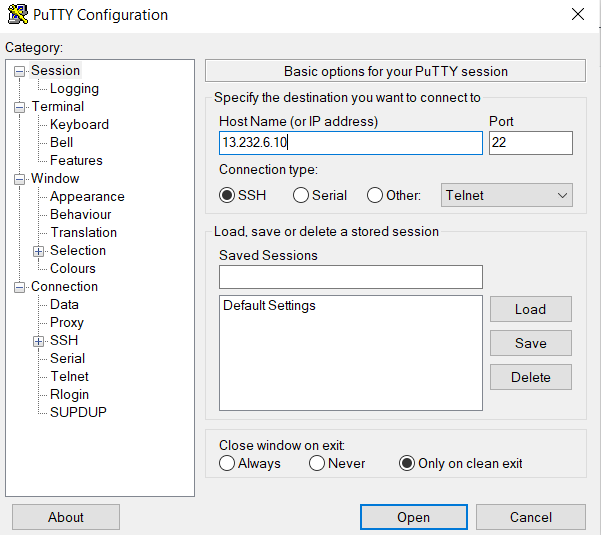 PuTTY Configuration
Category:
Session
Logging
Terminal
Keyboard
Bell
Features
Window
Appearance
Behaviour
Translation
Selection
Colours
Connection
Data
Proxy
SSH
Serial
Telnet
Rlogin
SUPDUP
Basic options for your PuTTY session
Specify the destination you want to connect to
Host Name (or IP address) Port
13.232.6.10 22
Connection type:
SSH Serial Other: Telnet
Load, save or delete a stored session
Saved Sessions
Default Settings
Load
Save
Delete
Close window on exit:
Always Never Only on clean exit
About Open Cancel